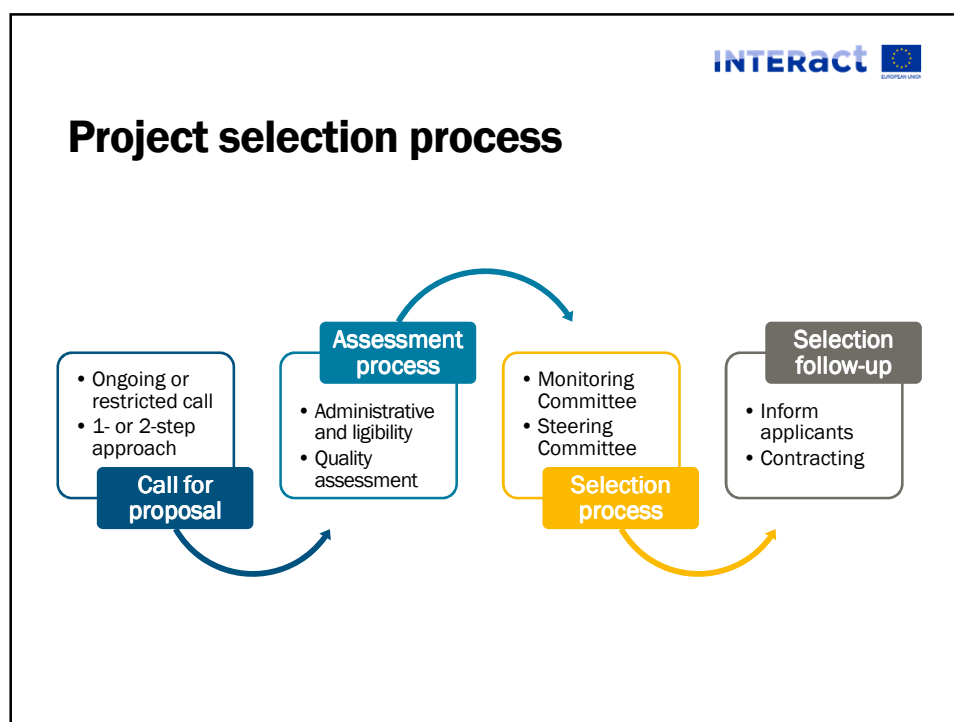 INTERact
EUROPEAN UNION
Project selection process
• Ongoing or
restricted call
• 1- or 2-step
approach
Call for
proposal
Assessment
process
• Administrative
and ligibility
• Quality
assessment
• Monitoring
Committee
• Steering
Committee
Selection
process
Selection
follow-up
• Inform
applicants
• Contracting